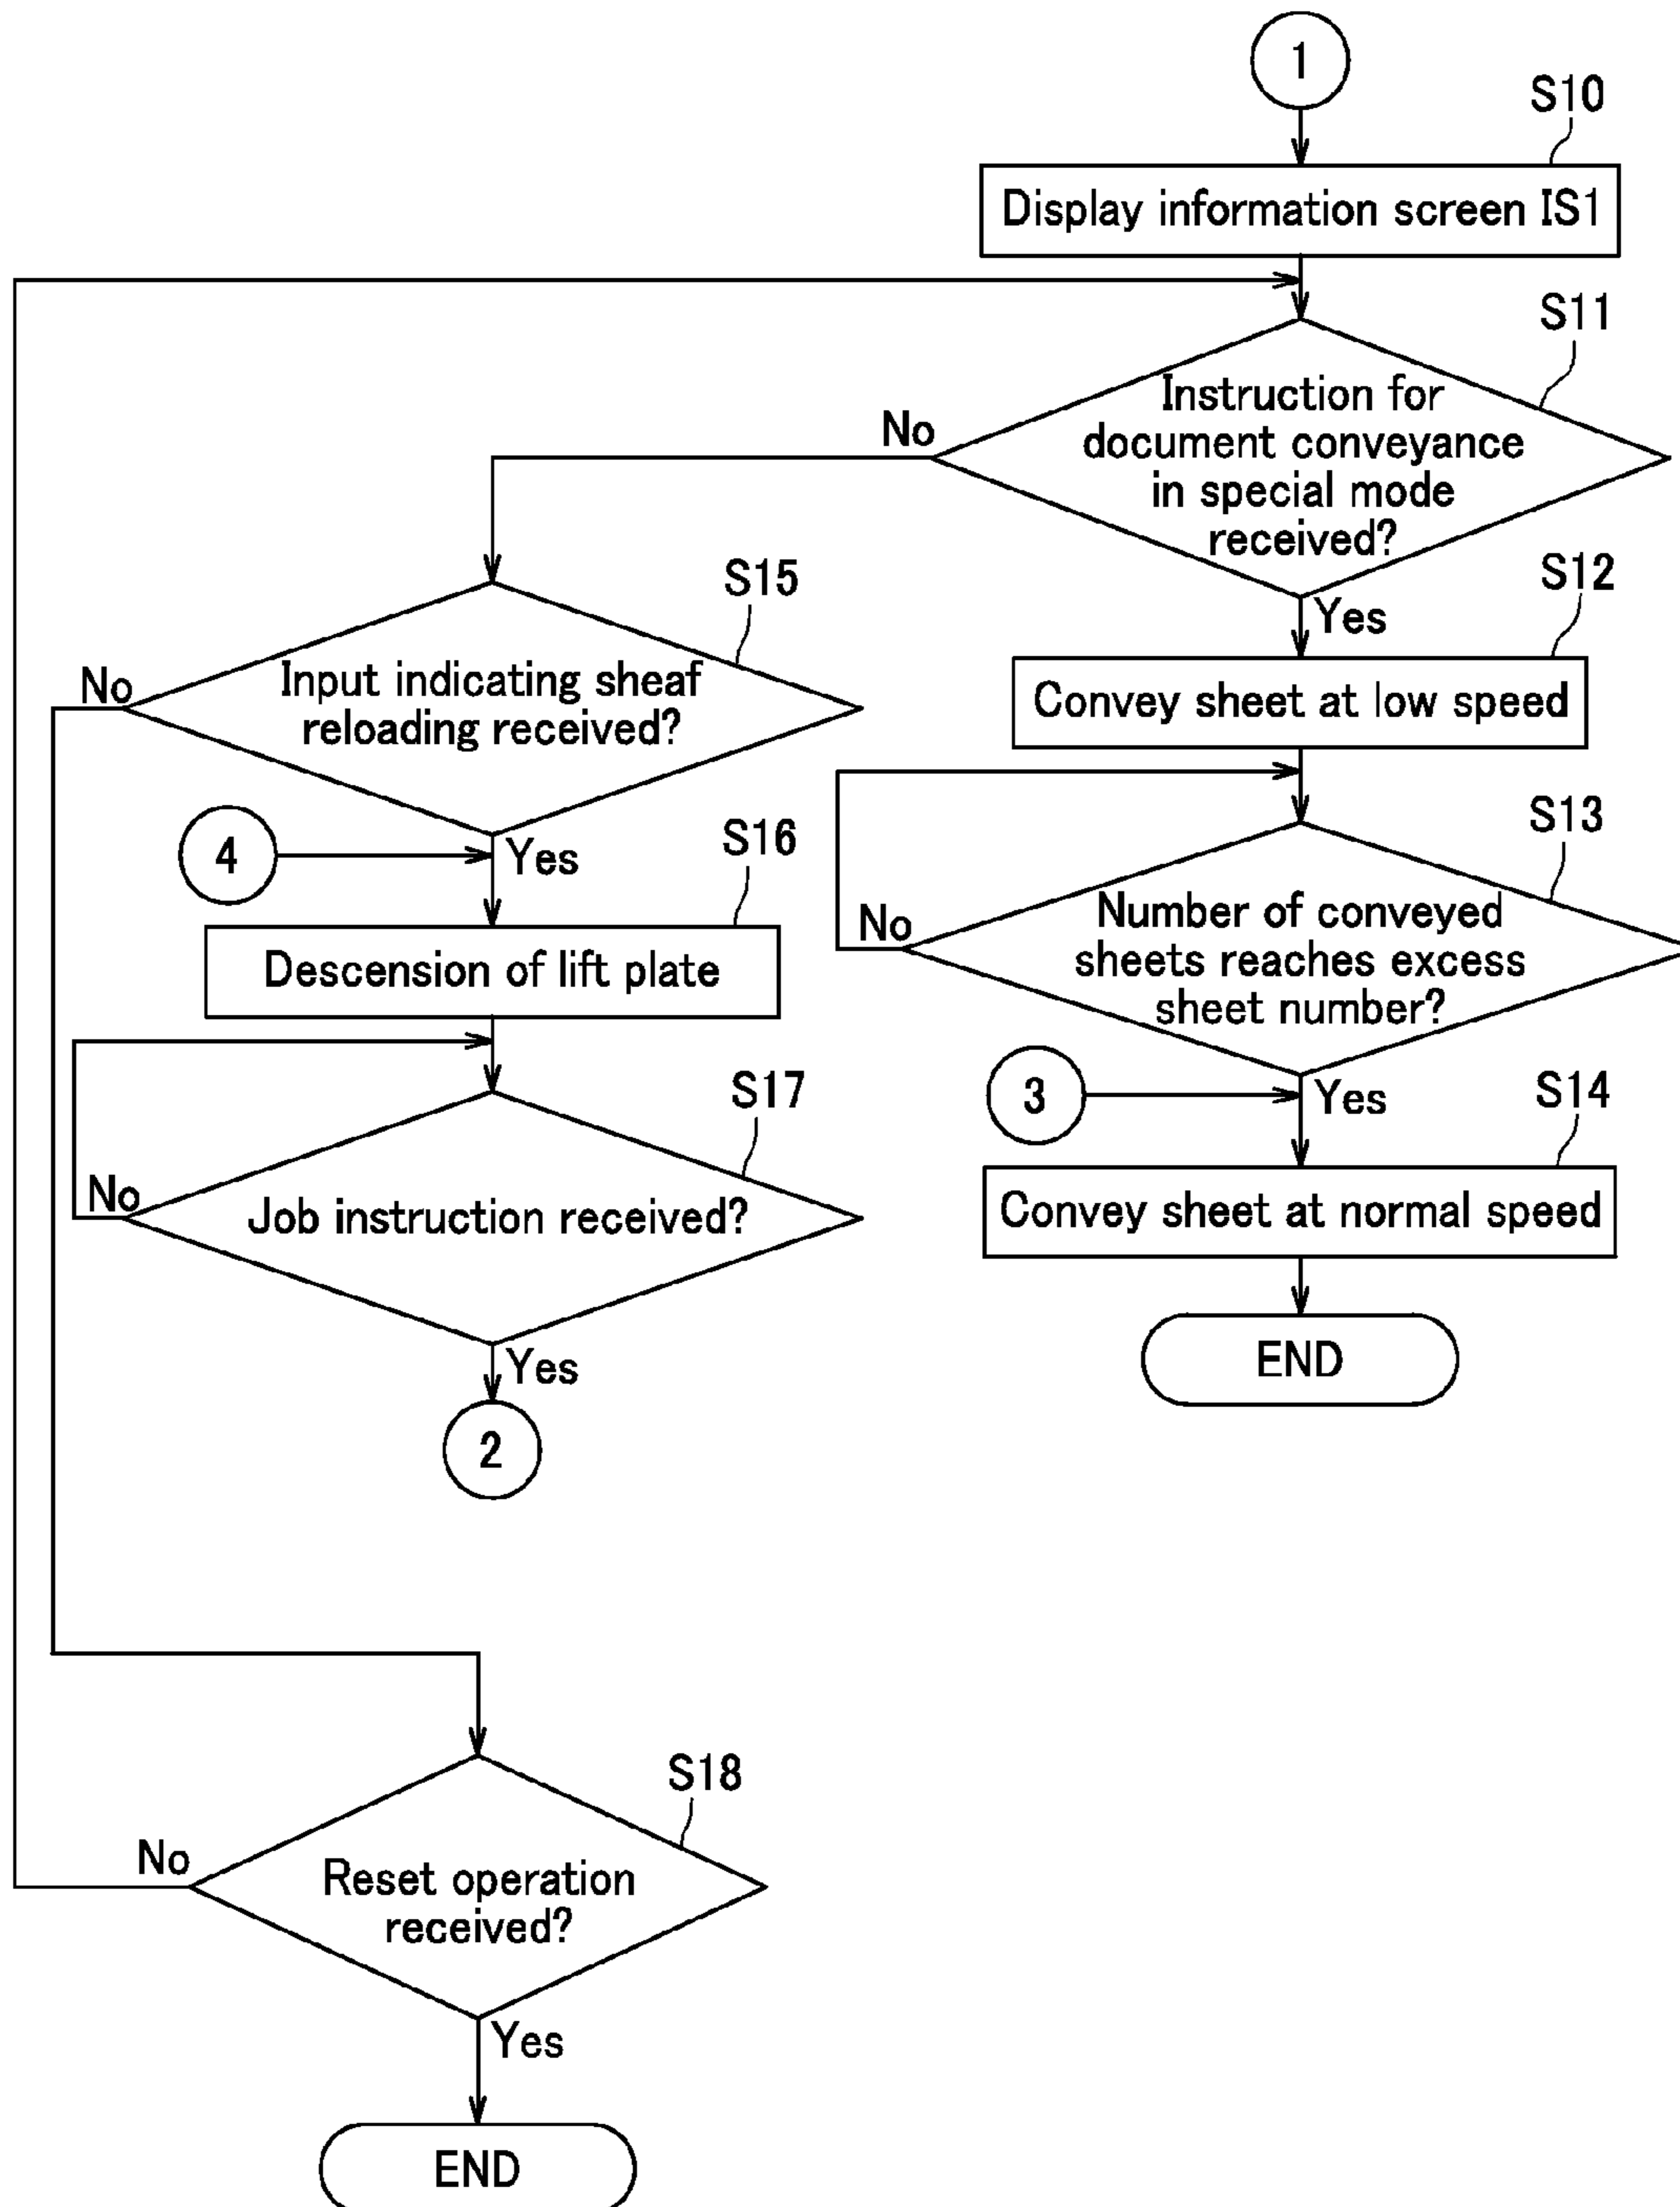 1
S10
Display information screen IS1
S11
Instruction for
document conveyance
in special mode
received?
No
Yes
S12
Convey sheet at low speed
S13
Number of conveyed
sheets reaches excess
sheet number?
No
Yes
3
S14
Convey sheet at normal speed
END
S15
Input indicating sheaf
reloading received?
No
Yes
4
S16
Descension of lift plate
S17
Job instruction received?
No
Yes
2
S18
Reset operation
received?
No
Yes
END